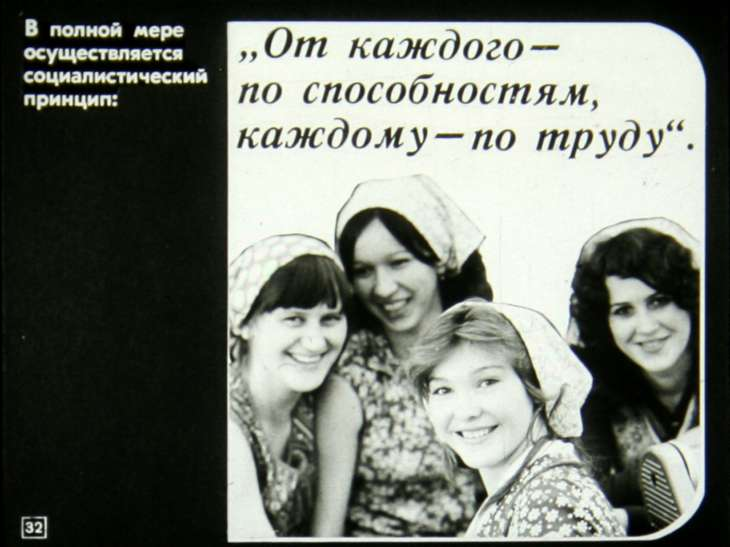 В полной мере
осуществляется
социалистический
принцип:
„От каждого—
по способностям,
каждому—по труду“.
32